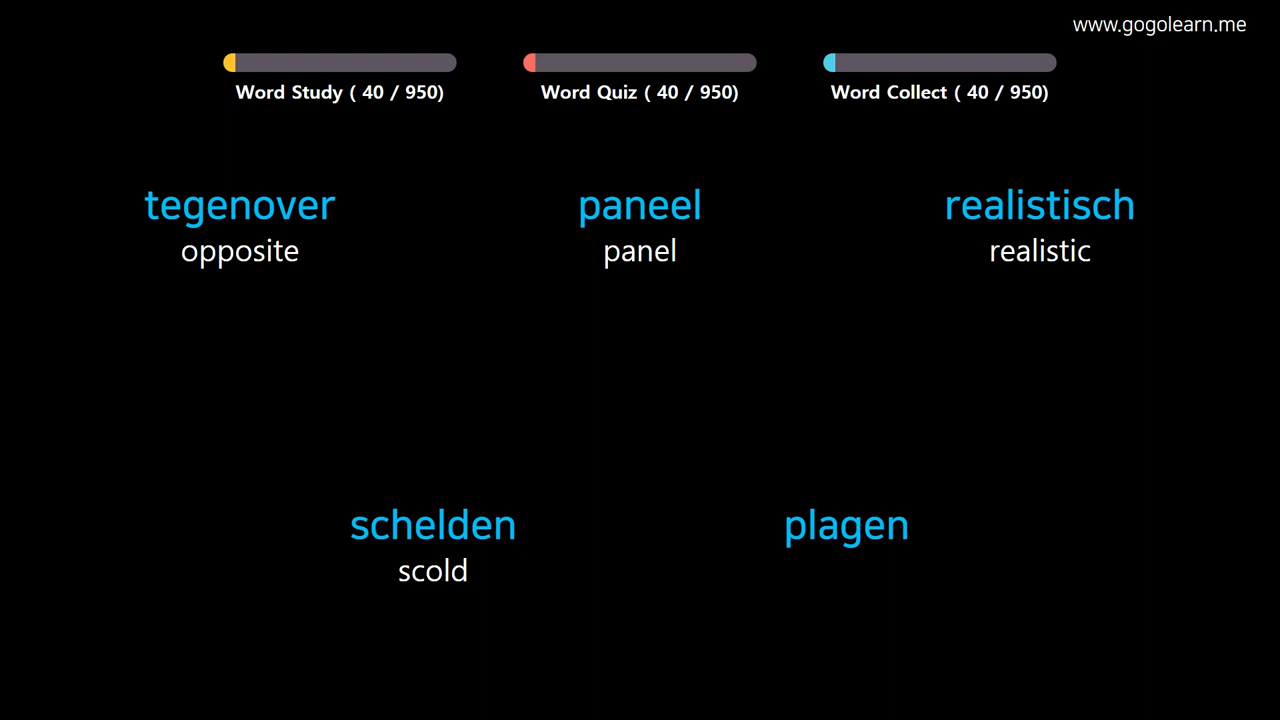 www.gogolearn.me
Word Study ( 40 / 950)
Word Quiz ( 40 / 950)
Word Collect ( 40 / 950)
tegenover
opposite
paneel
panel
realistisch
realistic
schelden
scold
plagen